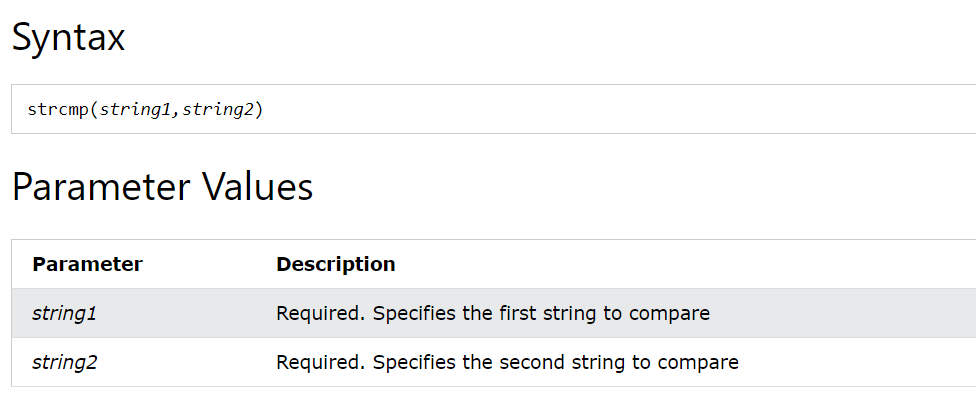 Syntax
strcmp(string1,string2)
Parameter Values
Parameter Description
string1 Required. Specifies the first string to compare
string2 Required. Specifies the second string to compare